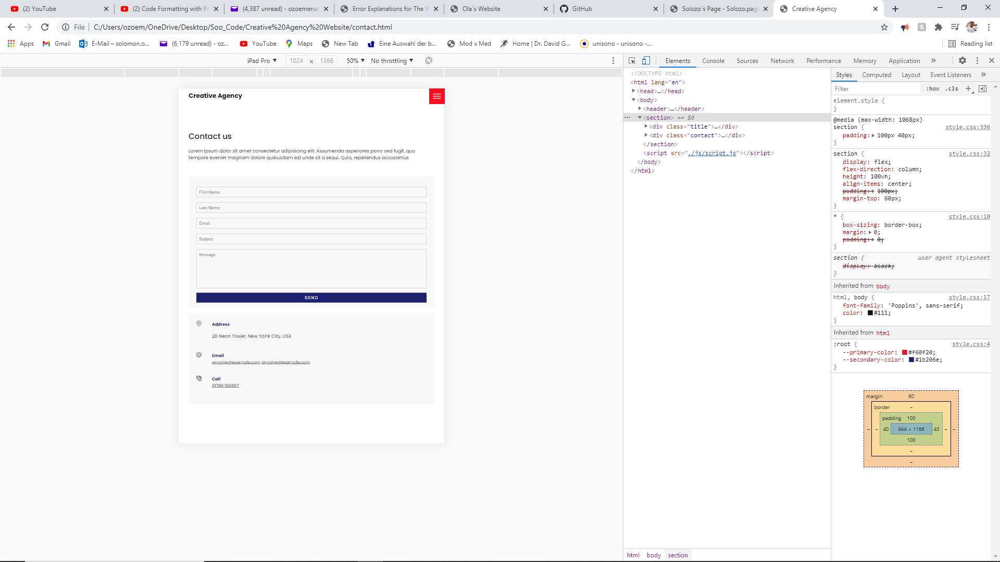 (2) YouTube
(2) Code Formatting with Pr
(4,387 unread) - ozoemenar
Error Explanations for The W
Ola´s Website
GitHub
Solozo´s Page - Solozo.page
Creative Agency
File
C:/Users/ozoem/OneDrive/Desktop/Soo_Code/Creative%20Agency%20Website/contact.html
Apps
Gmail
E-Mail – solomon.o...
(6,179 unread) - oz...
YouTube
Maps
New Tab
Eine Auswahl der b...
Mod x Med
Home | Dr. David G...
unisono - unisono -...
Reading list
iPad Pro ▼ 1024 × 1366 50% ▼ No throttling ▼
Creative Agency
Contact us
Lorem ipsum dolor sit amet consectetur adipisicing elit. Assumenda asperiores porro sed fugit, quo
tempore eveniet magnam dolore quibusdam est unde sit a sequi. Quia, repellendus accusamus
First Name
Last Name
Email
Subject
Message
SEND
Address
28 Neon Tower, New Yorrk City, USA
Email
anyone@example.com anyone@example.com
Call
01786 168657
Elements Console Sources Network Performance Memory Application »
<!DOCTYPE html>
<html lang="en">
<head>…</head>
<body>
<header>…</header>
<section> == $0
<div class="title">…</div>
<div class="contact">…</div>
</section>
<script src="./js/script.js"></script>
</body>
</html>
html body section
Styles Computed Layout Event Listeners »
Filter :hov .cls +
element.style {
}
@media (max-width: 1068px)
section { style.css:336
padding: 100px 40px;
}
section { style.css:32
display: flex;
flex-direction: column;
height: 100vh;
align-items: center;
padding: 100px;
margin-top: 60px;
}
* { style.css:10
box-sizing: border-box;
margin: 0;
padding: 0;
}
section { user agent stylesheet
display: block;
}
Inherited from body
html, body { style.css:17
font-family: 'Poppins', sans-serif;
color: #111;
}
Inherited from html
:root { style.css:4
--primary-color: #f60f20;
--secondary-color: #1b206e;
}
margin 60
border –
padding 100
– – 40 944 × 1166 40 – –
100
–
–